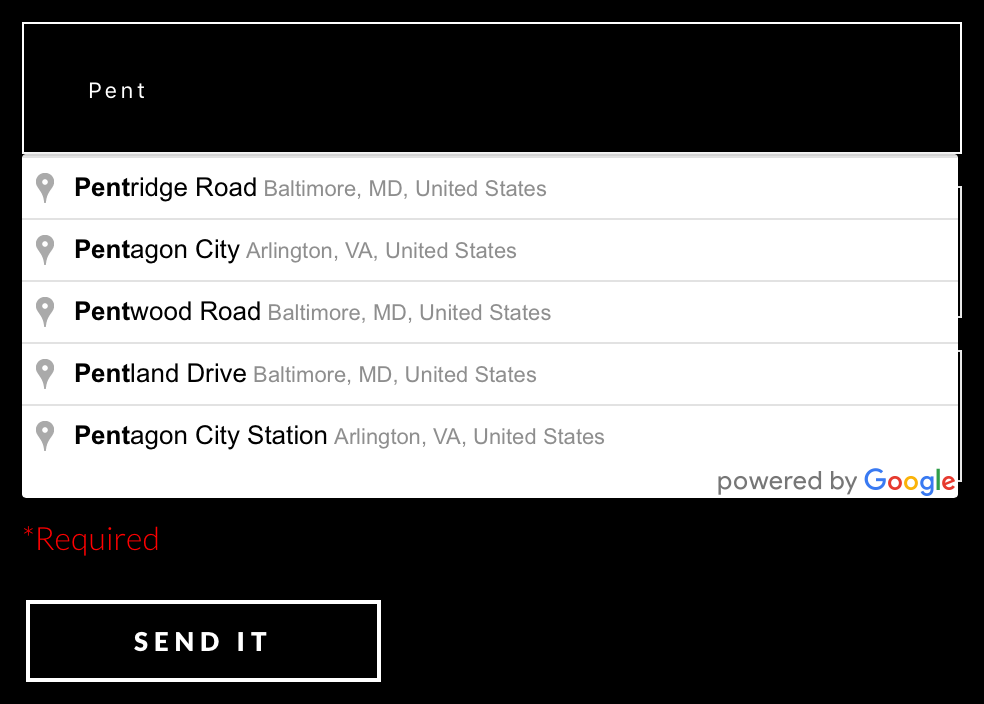 Pent
Pentridge Road Baltimore, MD, United States
Pentagon City Arlington, VA, United States
Pentwood Road Baltimore, MD, United States
Pentland Drive Baltimore, MD, United States
Pentagon City Station Arlington, VA, United States
powered by Google
*Required
SEND IT